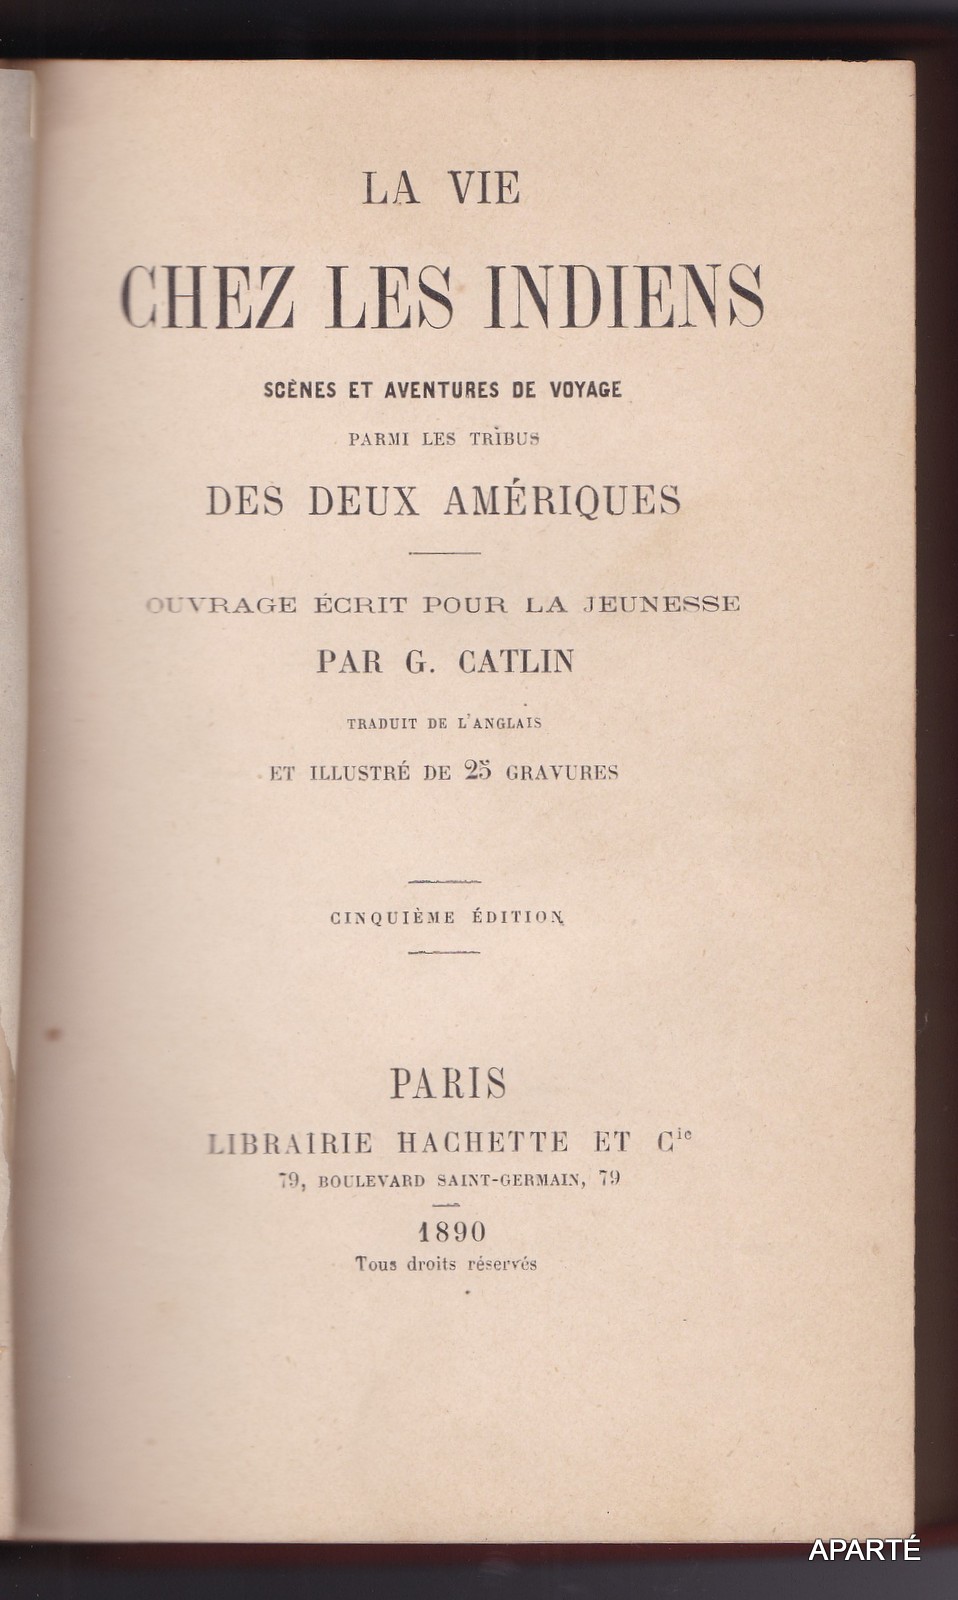 LA VIE
CHEZ LES INDIENS
SCÈNES ET AVENTURES DE VOYAGE
PARMI LES TRIBUS
DES DEUX AMÉRIQUES
OUVRAGE ÉCRIT POUR LA JEUNESSE
PAR G. CATLIN
TRADUIT DE L'ANGLAIS
ET ILLUSTRÉ DE 25 GRAVURES
CINQUIÈME ÉDITION
PARIS
LIBRAIRIE HACHETTE ET Cie
79, BOULEVARD SAINT-GERMAIN, 79
1890
Tous droits réservés
APARTÉ